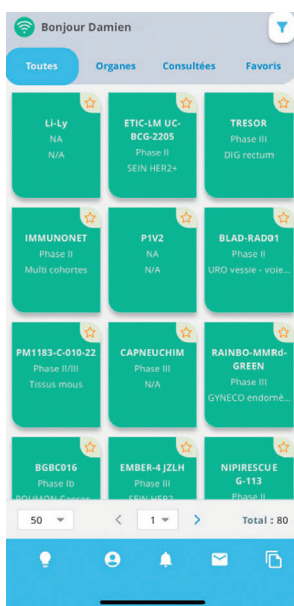 Bonjour Damien
Toutes Organes Consultées Favoris
Li-Ly
NA
N/A
ETIC-LM UC-
BCG-2205
Phase II
SEIN HER2+
TRESOR
Phase III
DIG rectum
IMMUNONET
Phase II
Multi cohortes
P1V2
NA
N/A
BLAD-RAD01
Phase II
URO vessie - voie...
PM1183-C-010-22
Phase II/III
Tissus mous
CAPNEUCHIM
Phase III
N/A
RAINBO-MMRd-
GREEN
Phase III
GYNECO endomè...
BGBC016
Phase Ib
POUMON Cancer
EMBER-4 JZLH
Phase III
SEIN HER2
NIPIRESCUE
G-113
Phase II
50 1 Total : 80